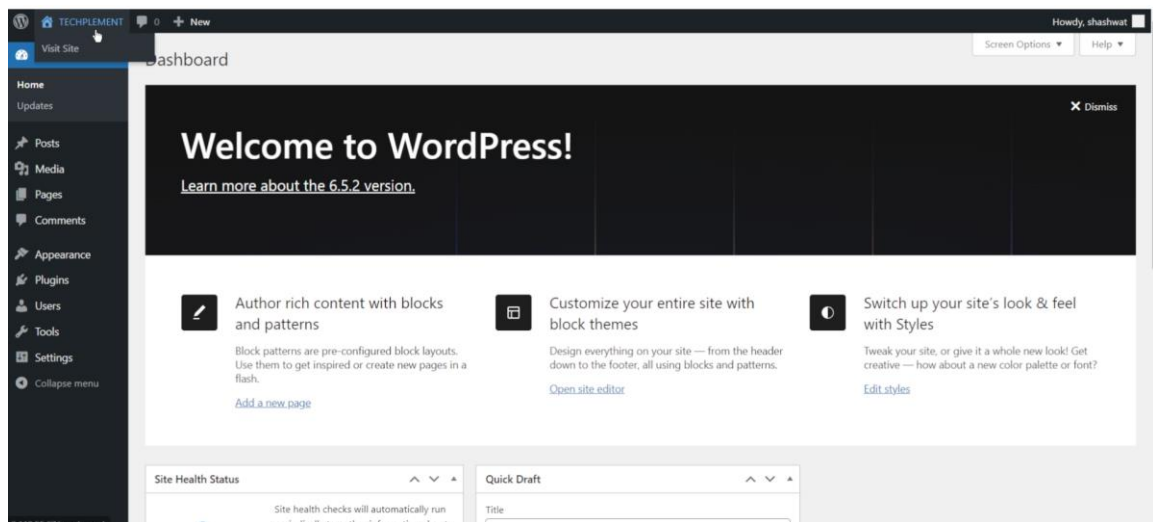 TECHPLEMENT 0 + New
Howdy, shashwat
Visit Site
Screen Options ▼
Help ▼
Dashboard
Home
Updates
Posts
Media
Pages
Comments
Appearance
Plugins
Users
Tools
Settings
Collapse menu
Dismiss
Welcome to WordPress!
Learn more about the 6.5.2 version.
Author rich content with blocks
and patterns
Block patterns are pre-configured block layouts.
Use them to get inspired or create new pages in a
flash.
Add a new page
Customize your entire site with
block themes
Design everything on your site — from the header
down to the footer, all using blocks and patterns.
Open site editor
Switch up your site's look & feel
with Styles
Tweak your site, or give it a whole new look! Get
creative — how about a new color palette or font?
Edit styles
Site Health Status
Site health checks will automatically run
Quick Draft
Title